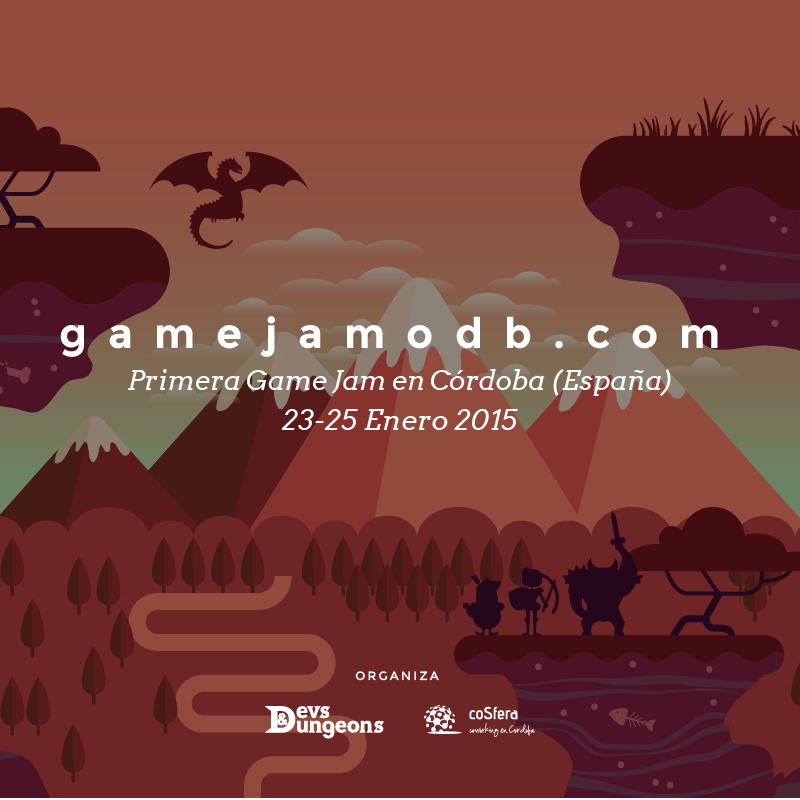 gamejamodb.com
Primera Game Jam en Córdoba (España)
23-25 Enero 2015
ORGANIZA
Devs
& Dungeons
coSfera
coworking en Córdoba